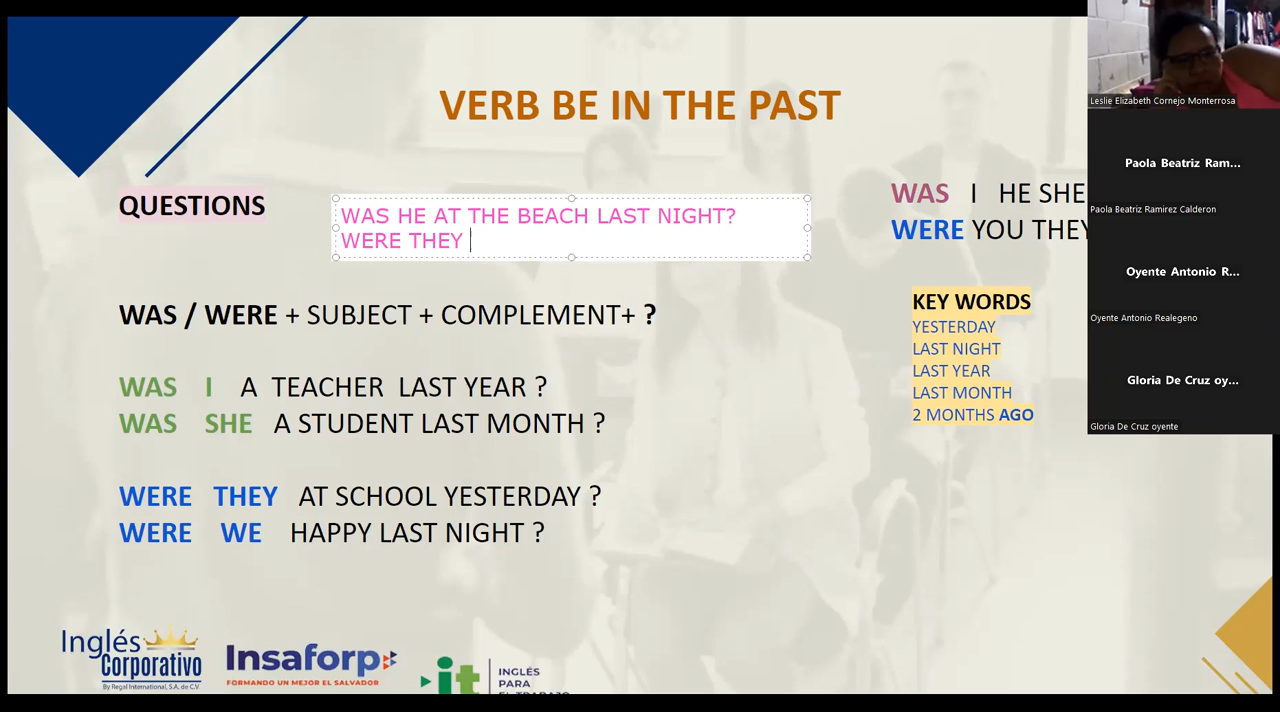 VERB BE IN THE PAST
QUESTIONS
WAS HE AT THE BEACH LAST NIGHT?
WERE THEY
WAS / WERE + SUBJECT + COMPLEMENT+ ?
WAS I A TEACHER LAST YEAR ?
WAS SHE A STUDENT LAST MONTH ?
WERE THEY AT SCHOOL YESTERDAY ?
WERE WE HAPPY LAST NIGHT ?
WAS I HE SHE
WERE YOU THEY
KEY WORDS
YESTERDAY
LAST NIGHT
LAST YEAR
LAST MONTH
2 MONTHS AGO
Leslie Elizabeth Cornejo Monterrosa
Paola Beatriz Ram...
Paola Beatriz Ramirez Calderon
Oyente Antonio R...
Oyente Antonio Realegeno
Gloria De Cruz oy...
Gloria De Cruz oyente
Inglés
Corporativo
By Regal International, S.A. de C.V.
Insaforp
FORMANDO UN MEJOR EL SALVADOR
it
INGLÉS
PARA
EL TRABAJO